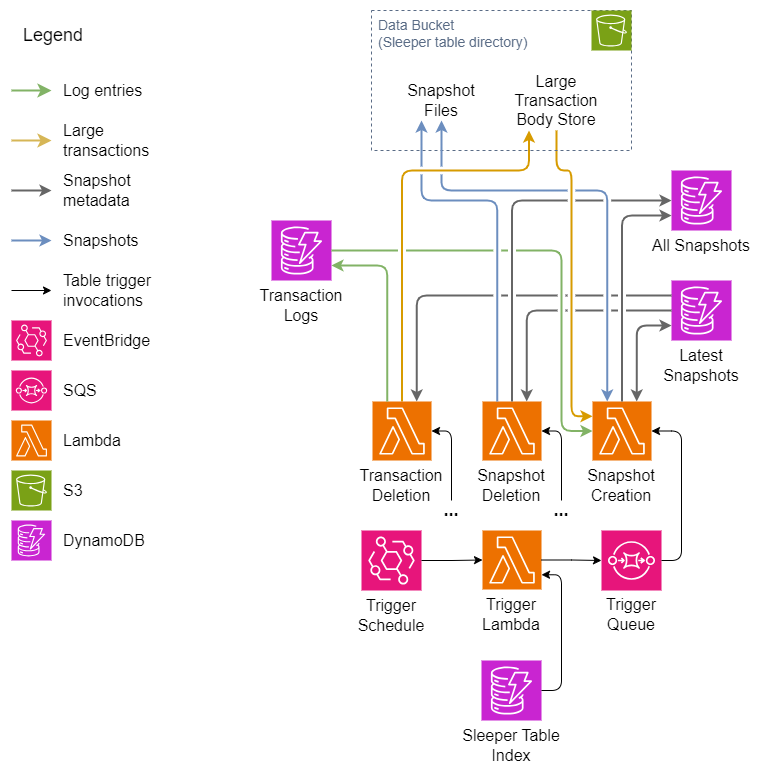 Legend
Log entries
Large
transactions
Snapshot
metadata
Snapshots
Table trigger
invocations
EventBridge
SQS
Lambda
S3
DynamoDB
Data Bucket
(Sleeper table directory)
Snapshot
Files
Large
Transaction
Body Store
All Snapshots
Transaction
Logs
Latest
Snapshots
Transaction
Deletion
Snapshot
Deletion
Snapshot
Creation
...
...
Trigger
Schedule
Trigger
Lambda
Trigger
Queue
Sleeper Table
Index